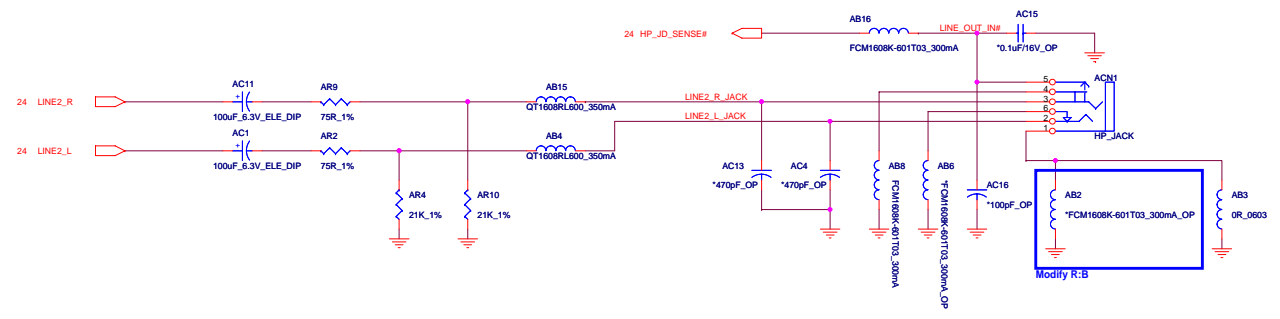 AB16
AC15
24 HP_JD_SENSE#
LINE_OUT_IN#
FCM1608K-601T03_300mA
*0.1uF/16V_OP
AC11
AR9
AB15
LINE2_R_JACK
5
ACN1
4
24 LINE2_R
+
3
100uF_6.3V_ELE_DIP
75R_1%
QT1608RL600_350mA
6
LINE2_L_JACK
2
AC1
AR2
AB4
1
HP_JACK
24 LINE2_L
+
100uF_6.3V_ELE_DIP
75R_1%
QT1608RL600_350mA
AC13
AC4
AB8
AB6
*470pF_OP
*470pF_OP
FCM1608K-601T03_300mA
*FCM1608K-601T03_300mA_OP
AC16
*100pF_OP
AR4
AR10
AB2
AB3
21K_1%
21K_1%
*FCM1608K-601T03_300mA_OP
0R_0603
Modify R:B